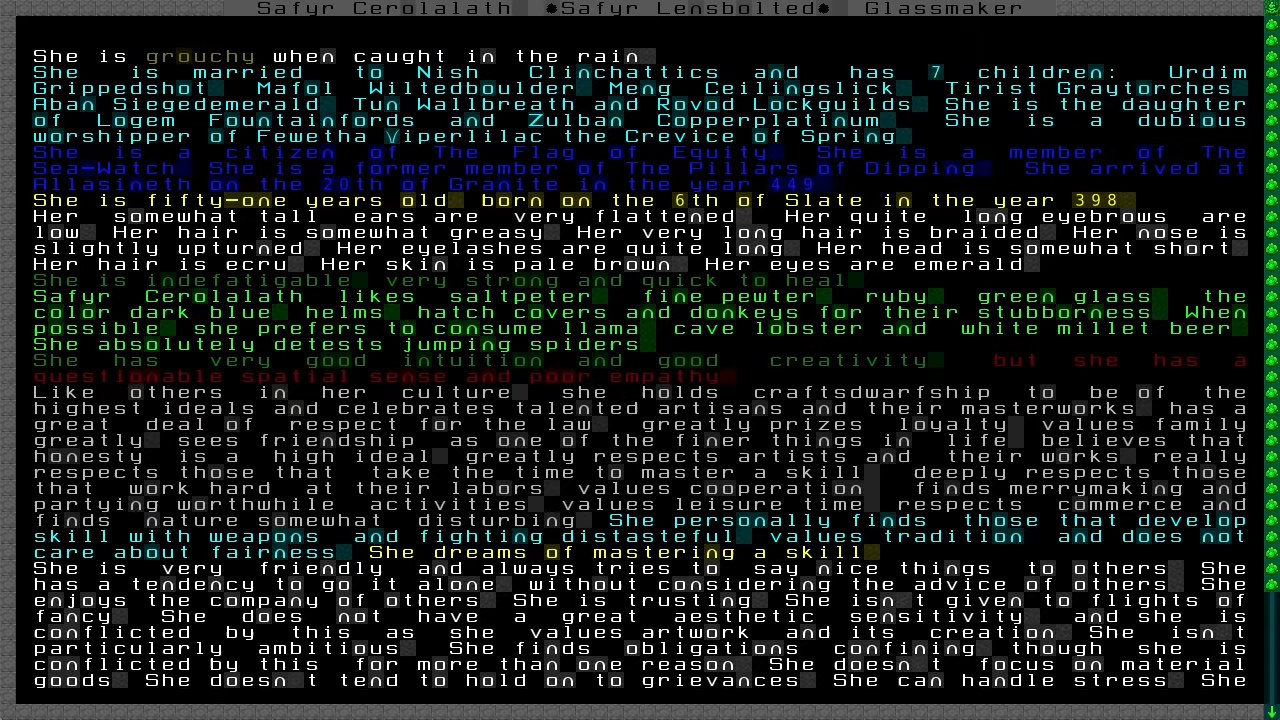 Safyr Cerolalath ●Safyr Lensbolted● Glassmaker
She is grouchy when caught in the rain
She is married to Nish Clinchattics and has 7 children: Urdim
Grippedshot Mafol Wiltedboulder Meng Ceilingslick Tirist Graytorches
Aban Siegedemerald Tun Wallbreath and Rovod Lockguilds She is the daughter
of Logem Fountainfords and Zulban Copperplatinum She is a dubious
worshipper of Fewetha Viperlilac the Crevice of Spring
She is a citizen of The Flag of Equity She is a member of The
Sea-Watch She is a former member of The Pillars of Dipping She arrived at
Allasineth on the 20th of Granite in the year 449
She is fifty-one years old born on the 6th of Slate in the year 398
Her somewhat tall ears are very flattened Her quite long eyebrows are
low Her hair is somewhat greasy Her very long hair is braided Her nose is
slightly upturned Her eyelashes are quite long Her head is somewhat short
Her hair is ecru Her skin is pale brown Her eyes are emerald
She is indefatigable very strong and quick to heal
Safyr Cerolalath likes saltpeter fine pewter ruby green glass the
color dark blue helms hatch covers and donkeys for their stubborness When
possible she prefers to consume llama cave lobster and white millet beer
She absolutely detests jumping spiders
She has very good intuition and good creativity but she has a
questionable spatial sense and poor empathy
Like others in her culture she holds craftsdwarfship to be of the
highest ideals and celebrates talented artisans and their masterworks has a
great deal of respect for the law greatly prizes loyalty values family
greatly sees friendship as one of the finer things in life believes that
honesty is a high ideal greatly respects artists and their works really
respects those that take the time to master a skill deeply respects those
that work hard at their labors values cooperation finds merrymaking and
partying worthwhile activities values leisure time respects commerce and
finds nature somewhat disturbing She personally finds those that develop
skill with weapons and fighting distasteful values tradition and does not
care about fairness She dreams of mastering a skill
She is very friendly and always tries to say nice things to others She
has a tendency to go it alone without considering the advice of others She
enjoys the company of others She is trusting She isn t given to flights of
fancy She does not have a great aesthetic sensitivity and she is
conflicted by this as she values artwork and its creation She isn t
particularly ambitious She finds obligations confining though she is
conflicted by this for more than one reason She doesn t focus on material
goods She doesn t tend to hold on to grievances She can handle stress She